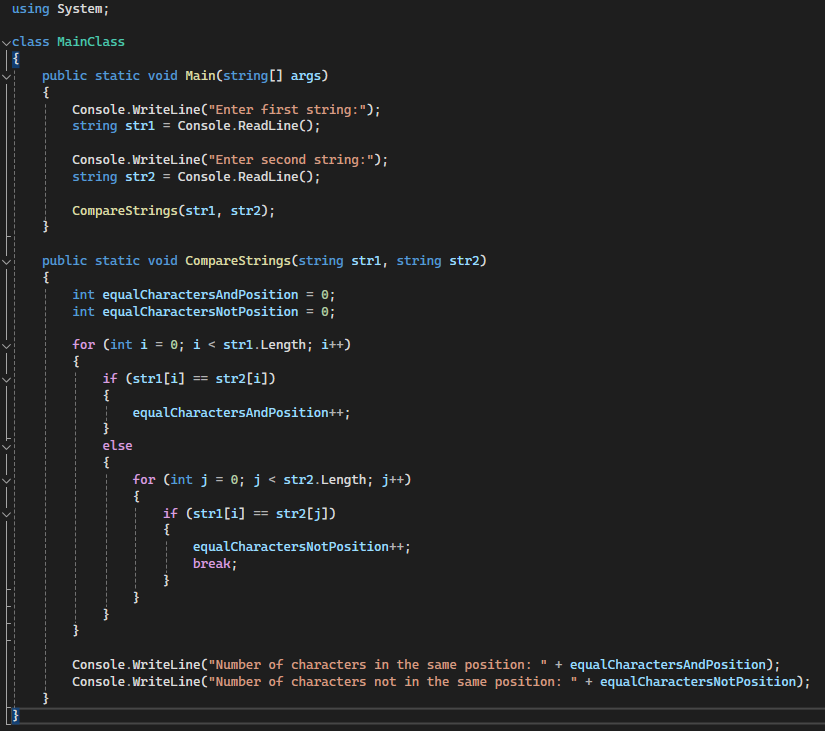 using System;
class MainClass
{
public static void Main(string[] args)
{
Console.WriteLine("Enter first string:");
string str1 = Console.ReadLine();
Console.WriteLine("Enter second string:");
string str2 = Console.ReadLine();
CompareStrings(str1, str2);
}
public static void CompareStrings(string str1, string str2)
{
int equalCharactersAndPosition = 0;
int equalCharactersNotPosition = 0;
for (int i = 0; i < str1.Length; i++)
{
if (str1[i] == str2[i])
{
equalCharactersAndPosition++;
}
else
{
for (int j = 0; j < str2.Length; j++)
{
if (str1[i] == str2[j])
{
equalCharactersNotPosition++;
break;
}
}
}
}
Console.WriteLine("Number of characters in the same position: " + equalCharactersAndPosition);
Console.WriteLine("Number of characters not in the same position: " + equalCharactersNotPosition);
}
}